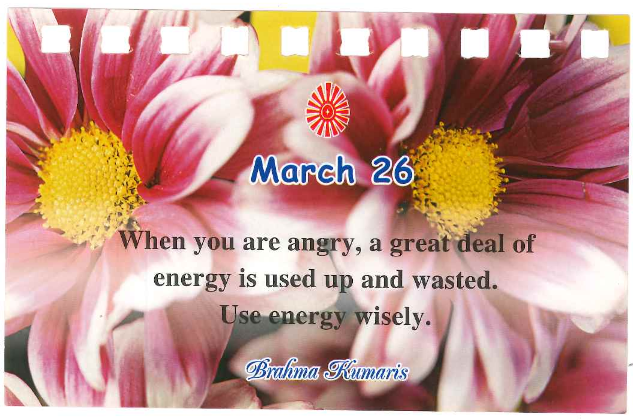 March 26
When you are angry, a great deal of
energy is used up and wasted.
Use energy wisely.
Brahma Kumaris